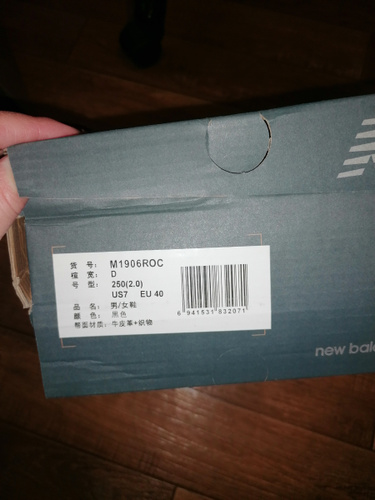 货 号: M1906ROC
楦 宽: D
号 型: 250(2.0)
US7 EU 40
品 名: 男/女鞋
颜 色: 黑色
帮面材质: 牛皮革+织物
6 941531 832071
new bala